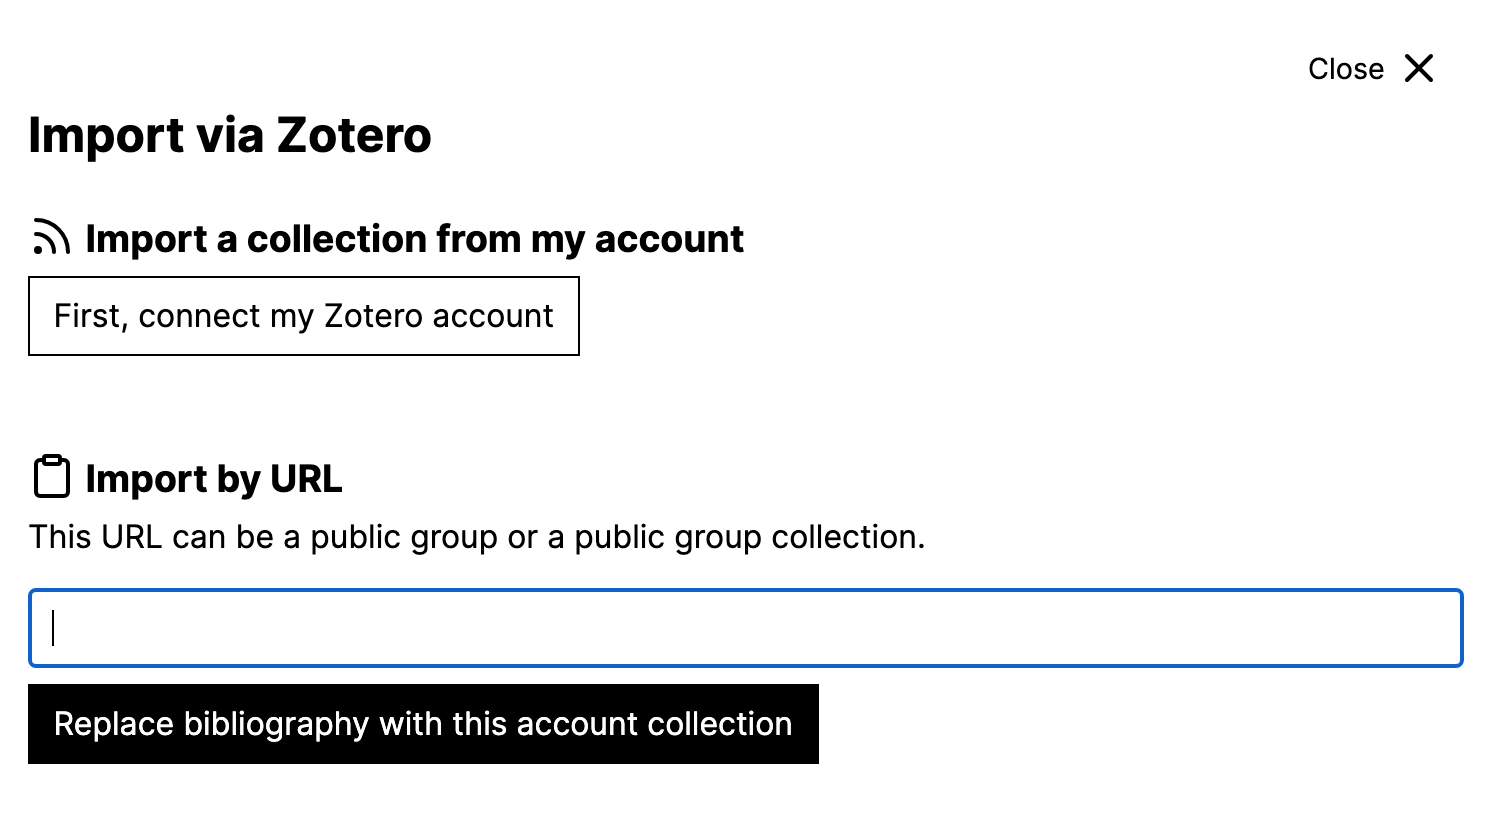 Close
Import via Zotero
Import a collection from my account
First, connect my Zotero account
Import by URL
This URL can be a public group or a public group collection.
Replace bibliography with this account collection